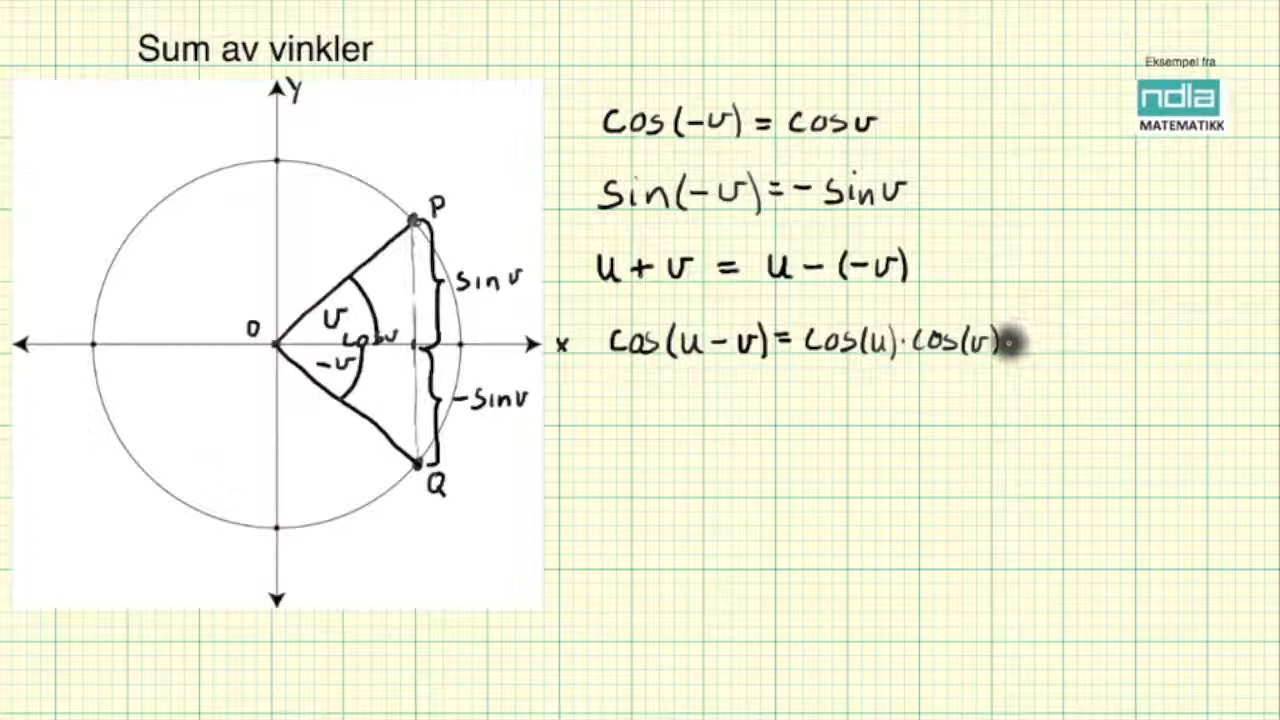 Sum av vinkler
Eksempel fra
ndla
MATEMATIKK
Y
P
sin v
v
cos v
O
-v
x
-sin v
Q
cos(-v) = cos v
sin(-v) = - sin v
u + v = u - (-v)
cos(u - v) = cos(u) · cos(v)